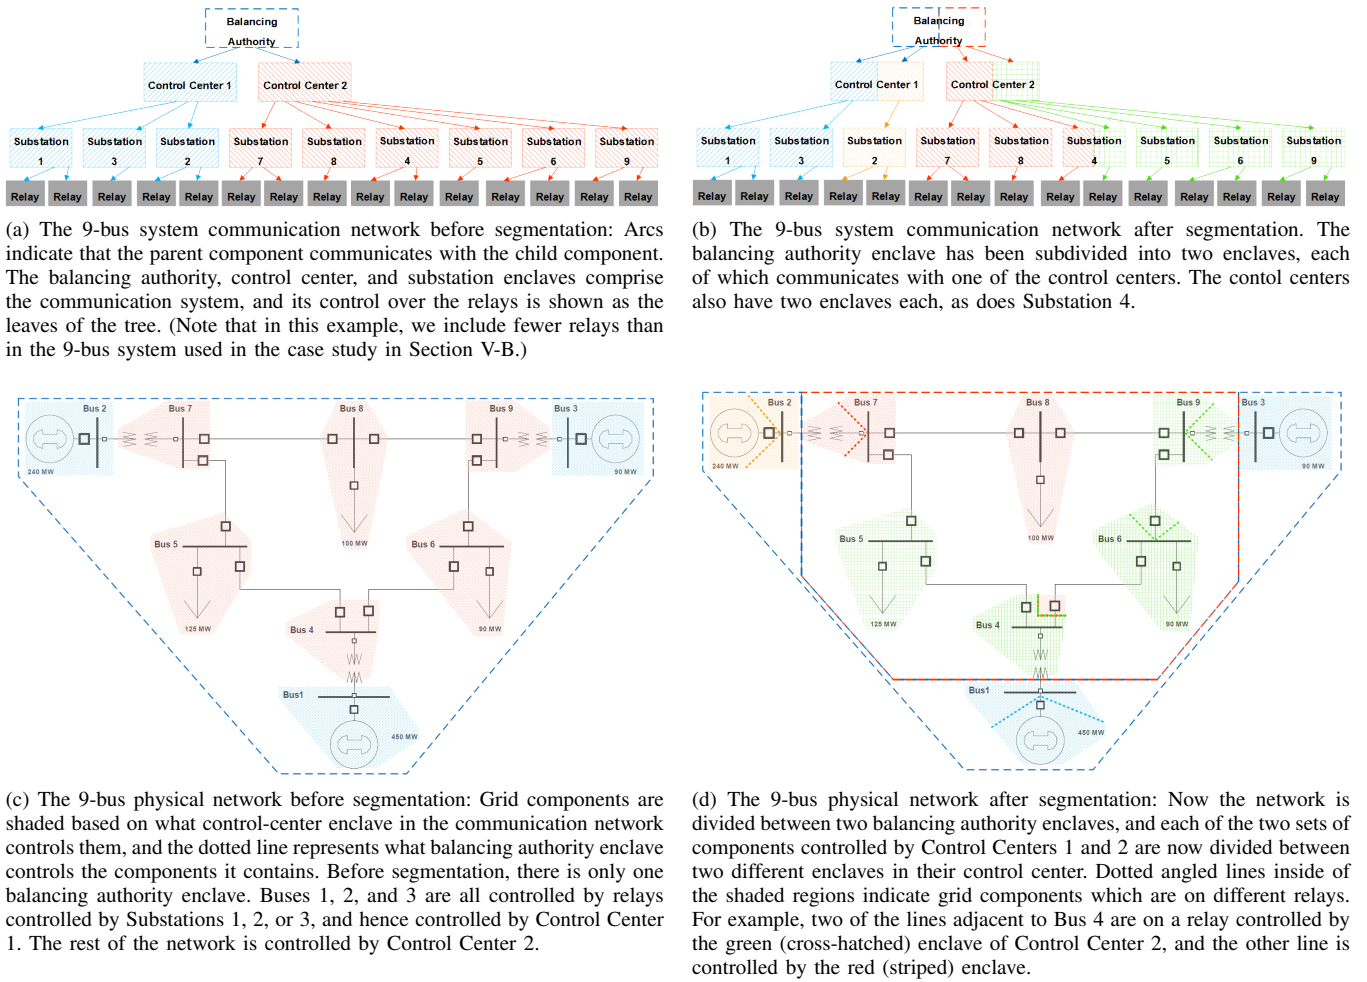 Balancing
Authority
Control Center 1
Control Center 2
Substation
1
Substation
3
Substation
2
Substation
7
Substation
8
Substation
4
Substation
5
Substation
6
Substation
9
Relay Relay Relay Relay Relay Relay Relay Relay Relay Relay Relay Relay Relay Relay Relay
(a) The 9-bus system communication network before segmentation: Arcs
indicate that the parent component communicates with the child component.
The balancing authority, control center, and substation enclaves comprise
the communication system, and its control over the relays is shown as the
leaves of the tree. (Note that in this example, we include fewer relays than
in the 9-bus system used in the case study in Section V-B.)
Balancing
Authority
Control Center 1
Control Center 2
Substation
1
Substation
3
Substation
2
Substation
7
Substation
8
Substation
4
Substation
5
Substation
6
Substation
9
Relay Relay Relay Relay Relay Relay Relay Relay Relay Relay Relay Relay Relay Relay Relay
(b) The 9-bus system communication network after segmentation. The
balancing authority enclave has been subdivided into two enclaves, each
of which communicates with one of the control centers. The contol centers
also have two enclaves each, as does Substation 4.
Bus 2
Bus 7
Bus 8
Bus 9
Bus 3
240 MW
90 MW
100 MW
Bus 5
Bus 6
125 MW
90 MW
Bus 4
Bus1
450 MW
(c) The 9-bus physical network before segmentation: Grid components are
shaded based on what control-center enclave in the communication network
controls them, and the dotted line represents what balancing authority enclave
controls the components it contains. Before segmentation, there is only one
balancing authority enclave. Buses 1, 2, and 3 are all controlled by relays
controlled by Substations 1, 2, or 3, and hence controlled by Control Center
1. The rest of the network is controlled by Control Center 2.
Bus 2
Bus 7
Bus 8
Bus 9
Bus 3
240 MW
90 MW
100 MW
Bus 5
Bus 6
125 MW
90 MW
Bus 4
Bus1
450 MW
(d) The 9-bus physical network after segmentation: Now the network is
divided between two balancing authority enclaves, and each of the two sets of
components controlled by Control Centers 1 and 2 are now divided between
two different enclaves in their control center. Dotted angled lines inside of
the shaded regions indicate grid components which are on different relays.
For example, two of the lines adjacent to Bus 4 are on a relay controlled by
the green (cross-hatched) enclave of Control Center 2, and the other line is
controlled by the red (striped) enclave.